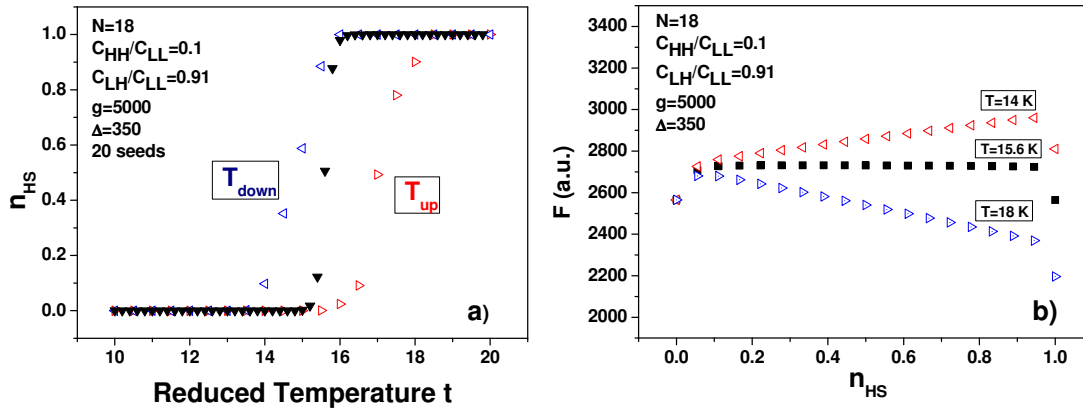 N=18
C_HH/C_LL=0.1
C_LH/C_LL=0.91
g=5000
Δ=350
20 seeds
T_down
T_up
a)
n_HS
1.0
0.8
0.6
0.4
0.2
0.0
10 12 14 16 18 20
Reduced Temperature t
N=18
C_HH/C_LL=0.1
C_LH/C_LL=0.91
g=5000
Δ=350
T=14 K
T=15.6 K
T=18 K
b)
F (a.u.)
3400
3200
3000
2800
2600
2400
2200
2000
0.0 0.2 0.4 0.6 0.8 1.0
n_HS